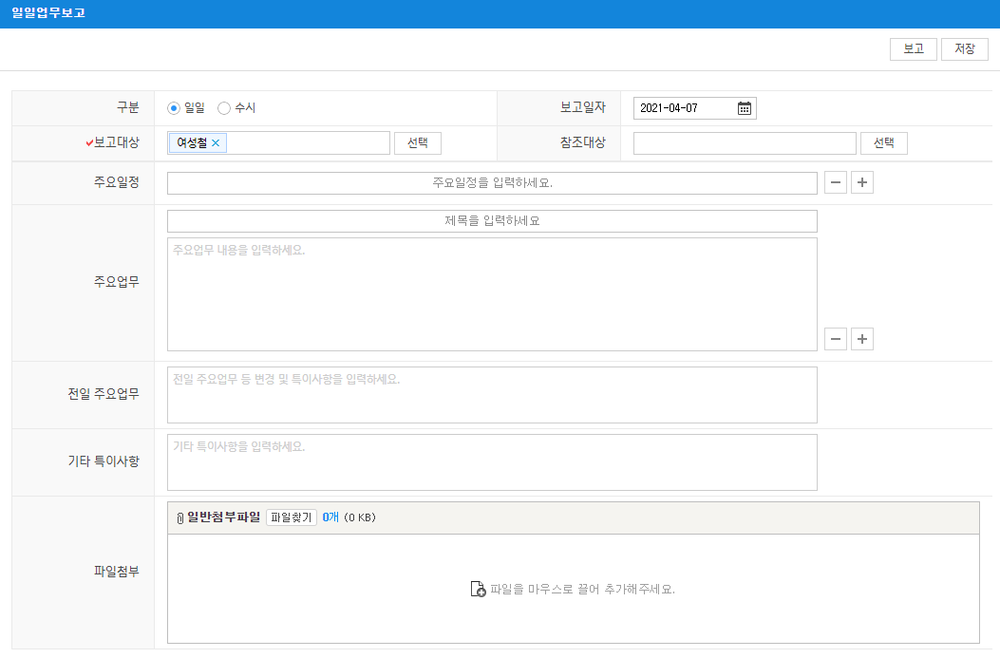 일일업무보고
보고 저장
구분 일일 수시 보고일자 2021-04-07
보고대상 여성철 × 선택 참조대상 선택
주요일정 주요일정을 입력하세요.
제목을 입력하세요
주요업무 내용을 입력하세요.
주요업무
전일 주요업무 등 변경 및 특이사항을 입력하세요.
전일 주요업무
기타 특이사항을 입력하세요.
기타 특이사항
일반첨부파일 파일찾기 0개 (0 KB)
파일첨부
파일을 마우스로 끌어 추가해주세요.